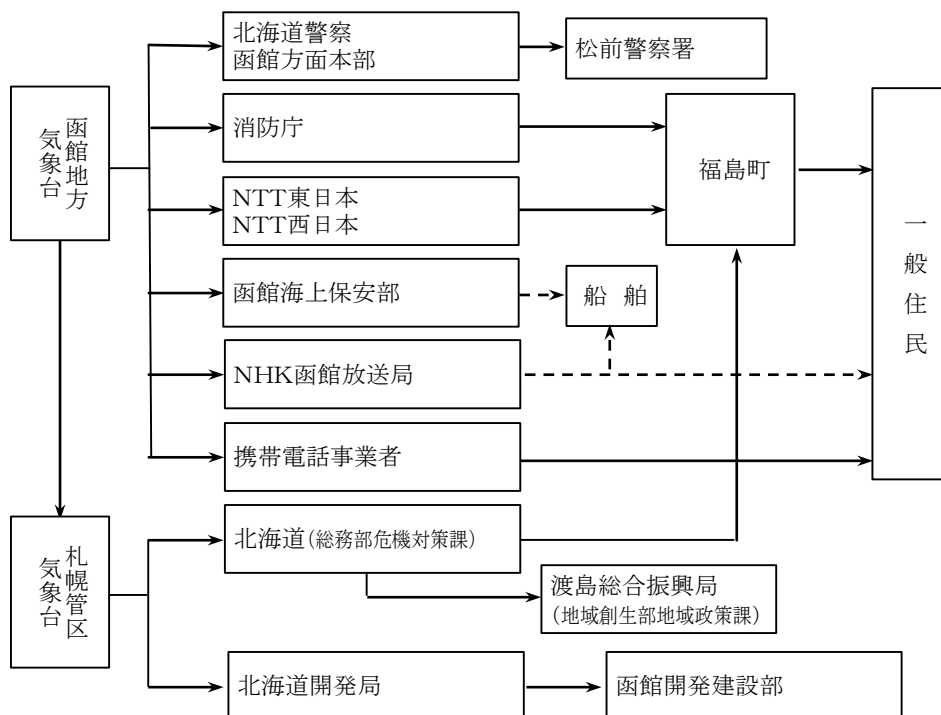 北海道警察
函館方面本部
松前警察署
函館地方
気象台
消防庁
福島町
NTT東日本
NTT西日本
一般住民
函館海上保安部
船 舶
NHK函館放送局
携帯電話事業者
札幌管区
気象台
北海道(総務部危機対策課)
渡島総合振興局
(地域創生部地域政策課)
北海道開発局
函館開発建設部